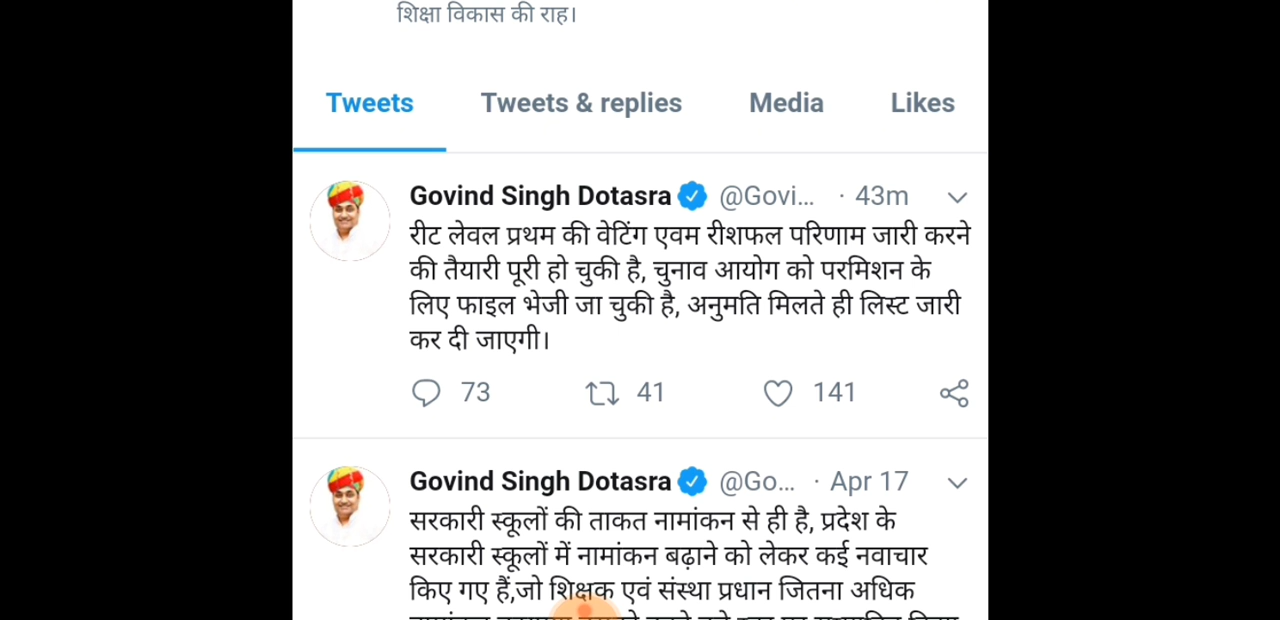 शिक्षा विकास की राह।
Tweets Tweets & replies Media Likes
Govind Singh Dotasra @Govi... · 43m
रीट लेवल प्रथम की वेटिंग एवम रीशफल परिणाम जारी करने
की तैयारी पूरी हो चुकी है, चुनाव आयोग को परमिशन के
लिए फाइल भेजी जा चुकी है, अनुमति मिलते ही लिस्ट जारी
कर दी जाएगी।
73 41 141
Govind Singh Dotasra @Go... · Apr 17
सरकारी स्कूलों की ताकत नामांकन से ही है, प्रदेश के
सरकारी स्कूलों में नामांकन बढ़ाने को लेकर कई नवाचार
किए गए हैं,जो शिक्षक एवं संस्था प्रधान जितना अधिक